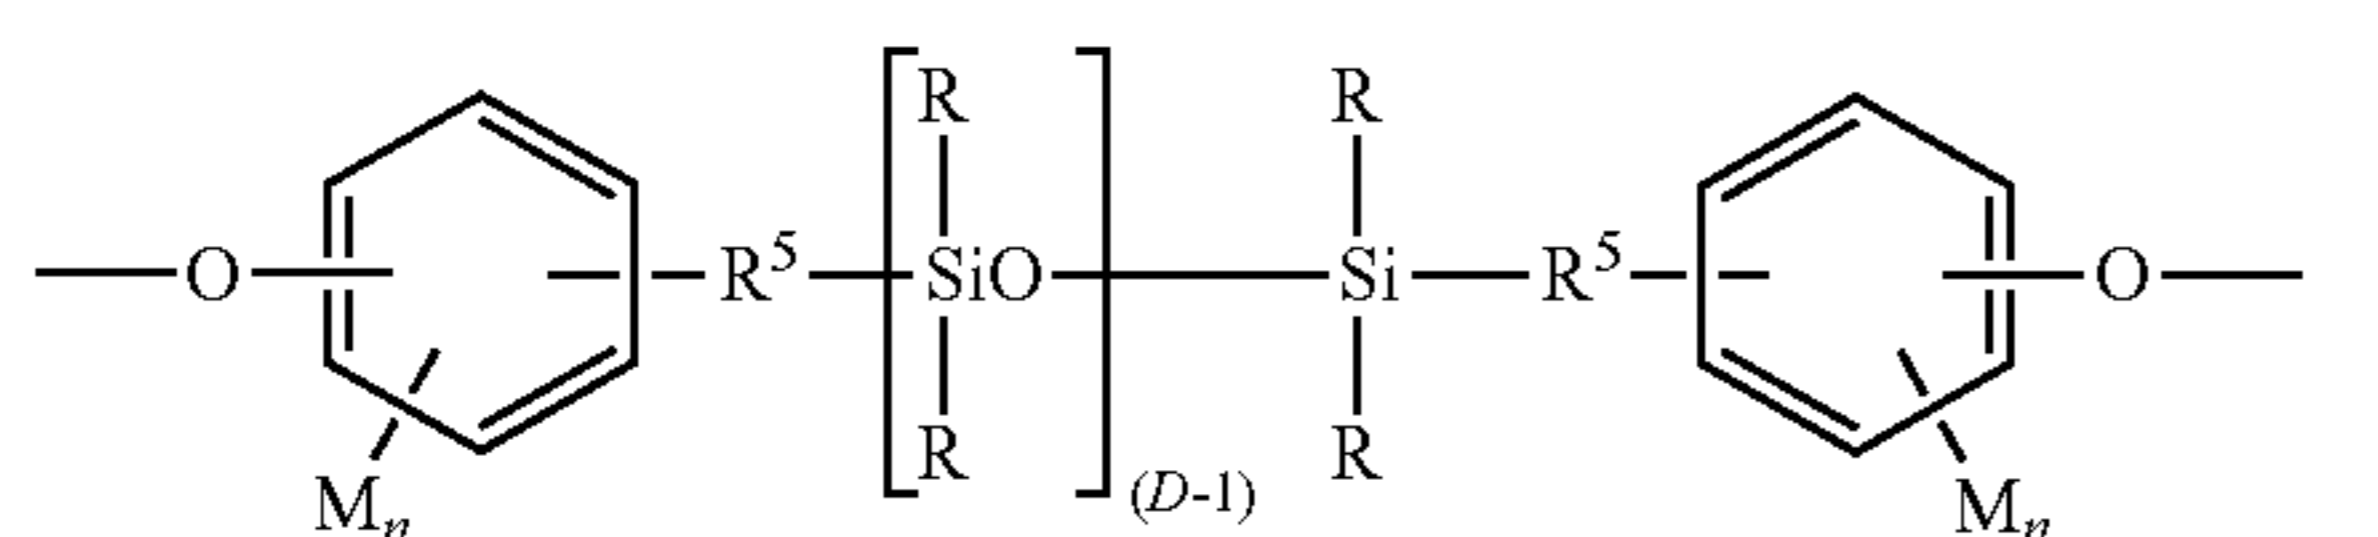 R R
O R⁵ SiO Si R⁵ O
R R
Mₙ (D-1) Mₙ